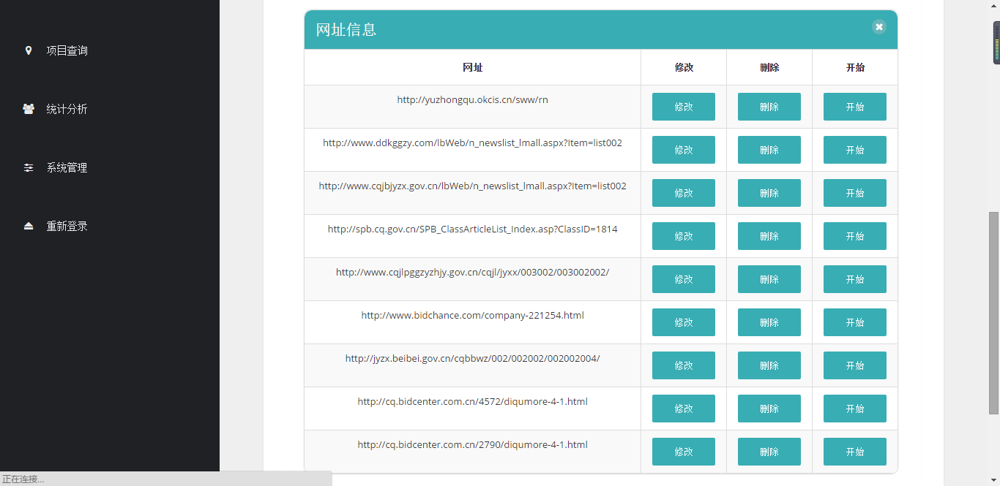 项目查询
统计分析
系统管理
重新登录
网址信息
网址 修改 删除 开始
http://yuzhongqu.okcis.cn/sww/rn 修改 删除 开始
http://www.ddkggzy.com/lbWeb/n_newslist_lmall.aspx?Item=list002 修改 删除 开始
http://www.cqjbjyzx.gov.cn/lbWeb/n_newslist_lmall.aspx?Item=list002 修改 删除 开始
http://spb.cq.gov.cn/SPB_ClassArticleList_Index.asp?ClassID=1814 修改 删除 开始
http://www.cqjlpggzyzhjy.gov.cn/cqjl/jyxx/003002/003002002/ 修改 删除 开始
http://www.bidchance.com/company-221254.html 修改 删除 开始
http://jyzx.beibei.gov.cn/cqbbwz/002/002002/002002004/ 修改 删除 开始
http://cq.bidcenter.com.cn/4572/diqumore-4-1.html 修改 删除 开始
http://cq.bidcenter.com.cn/2790/diqumore-4-1.html 修改 删除 开始
正在连接...